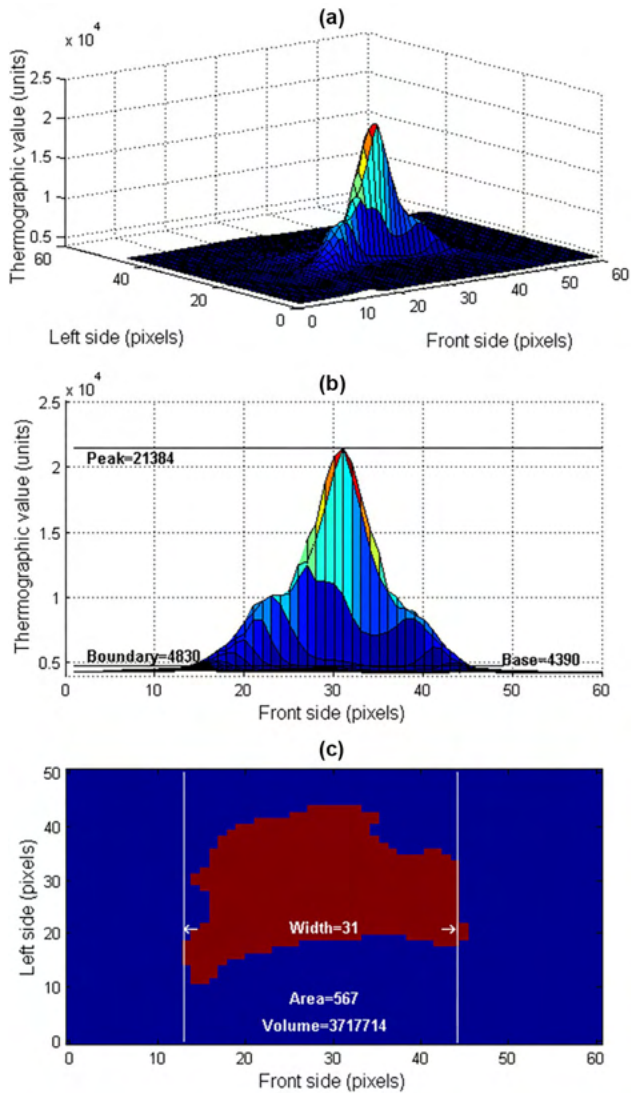 (a)
x 10^4
2.5
2
1.5
1
0.5
60
40
20
0
0
10
20
30
40
50
60
Thermographic value (units)
Left side (pixels)
Front side (pixels)
(b)
x 10^4
2.5
2
1.5
1
0.5
Peak=21384
Boundary=4830
Base=4390
Thermographic value (units)
0
10
20
30
40
50
60
Front side (pixels)
(c)
50
40
30
20
10
0
Left side (pixels)
Width=31
Area=567
Volume=3717714
0
10
20
30
40
50
60
Front side (pixels)